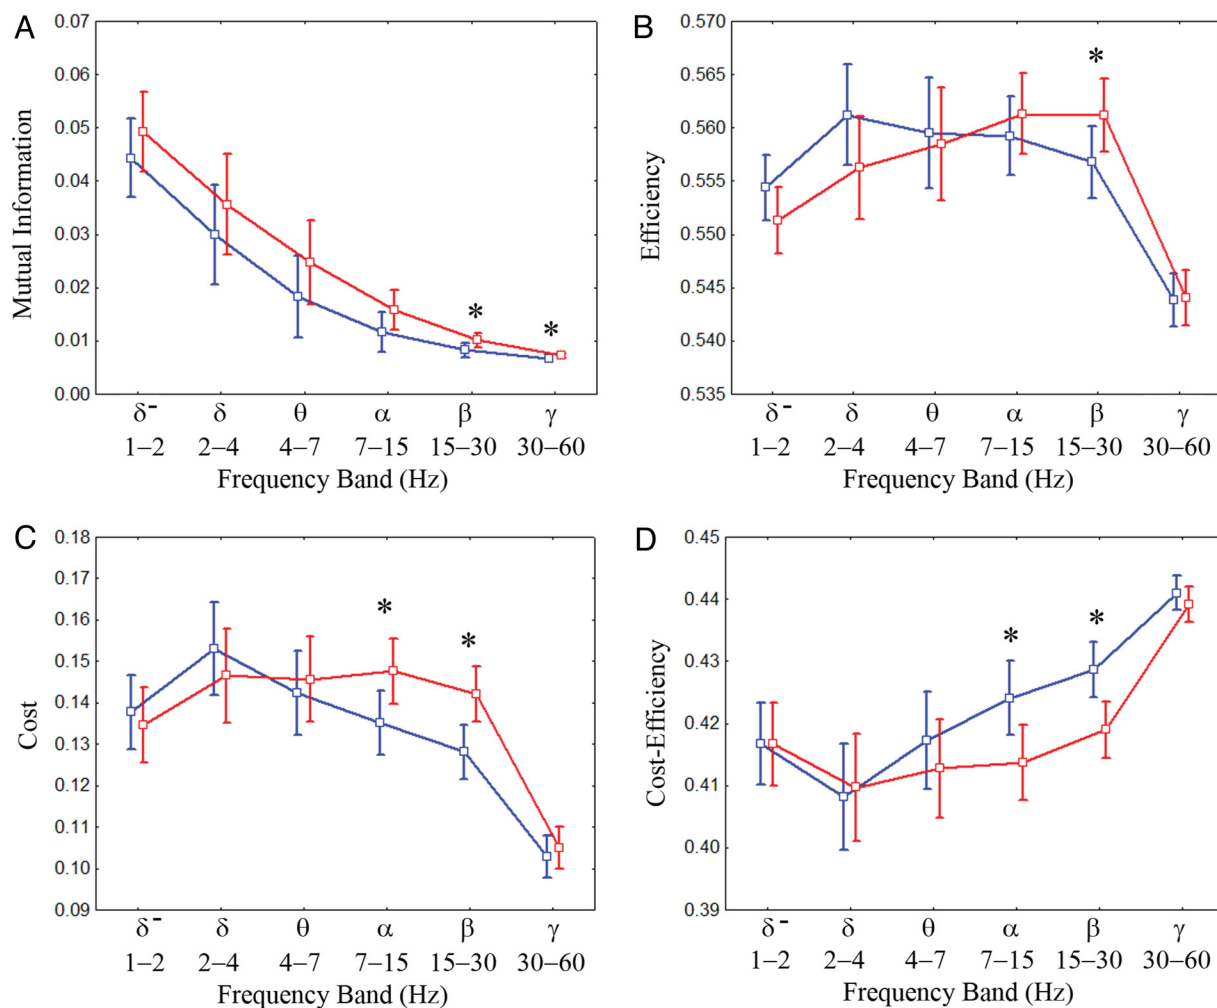 A
Mutual Information
0.07
0.06
0.05
0.04
0.03
0.02
0.01
0.00
* *
δ- δ θ α β γ
1–2 2–4 4–7 7–15 15–30 30–60
Frequency Band (Hz)
B
Efficiency
0.570
0.565
0.560
0.555
0.550
0.545
0.540
0.535
*
δ- δ θ α β γ
1–2 2–4 4–7 7–15 15–30 30–60
Frequency Band (Hz)
C
Cost
0.18
0.17
0.16
0.15
0.14
0.13
0.12
0.11
0.10
0.09
* *
δ- δ θ α β γ
1–2 2–4 4–7 7–15 15–30 30–60
Frequency Band (Hz)
D
Cost-Efficiency
0.45
0.44
0.43
0.42
0.41
0.40
0.39
* *
δ- δ θ α β γ
1–2 2–4 4–7 7–15 15–30 30–60
Frequency Band (Hz)